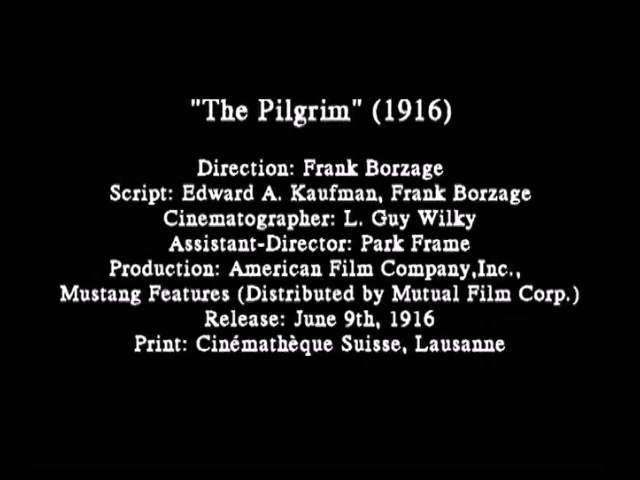 "The Pilgrim" (1916)
Direction: Frank Borzage
Script: Edward A. Kaufman, Frank Borzage
Cinematographer: L. Guy Wilky
Assistant-Director: Park Frame
Production: American Film Company,Inc.,
Mustang Features (Distributed by Mutual Film Corp.)
Release: June 9th, 1916
Print: Cinémathèque Suisse, Lausanne